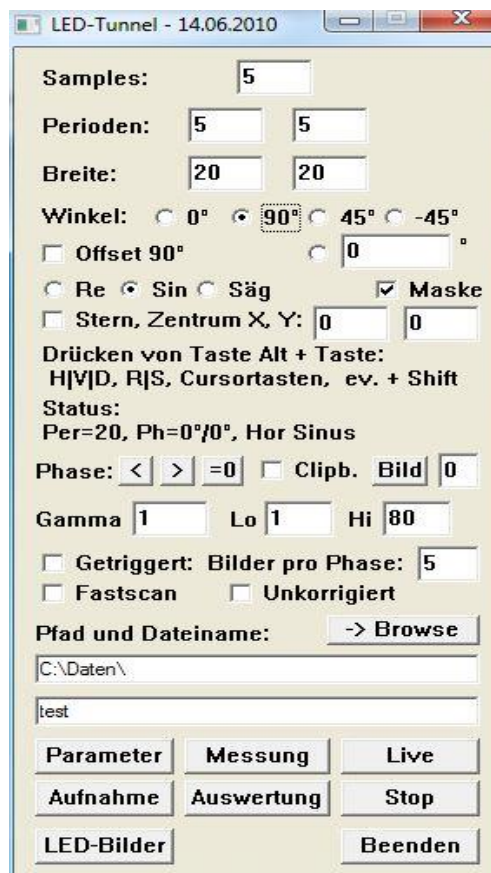 LED-Tunnel - 14.06.2010
Samples: 5
Perioden: 5 5
Breite: 20 20
Winkel: 0° 90° 45° -45°
Offset 90° 0 °
Re Sin Säg Maske
Stern, Zentrum X, Y: 0 0
Drücken von Taste Alt + Taste:
H|V|D, R|S, Cursortasten, ev. + Shift
Status:
Per=20, Ph=0°/0°, Hor Sinus
Phase: < > =0 Clipb. Bild 0
Gamma 1 Lo 1 Hi 80
Getriggert: Bilder pro Phase: 5
Fastscan Unkorrigiert
Pfad und Dateiname: -> Browse
C:\Daten\
test
Parameter Messung Live
Aufnahme Auswertung Stop
LED-Bilder Beenden